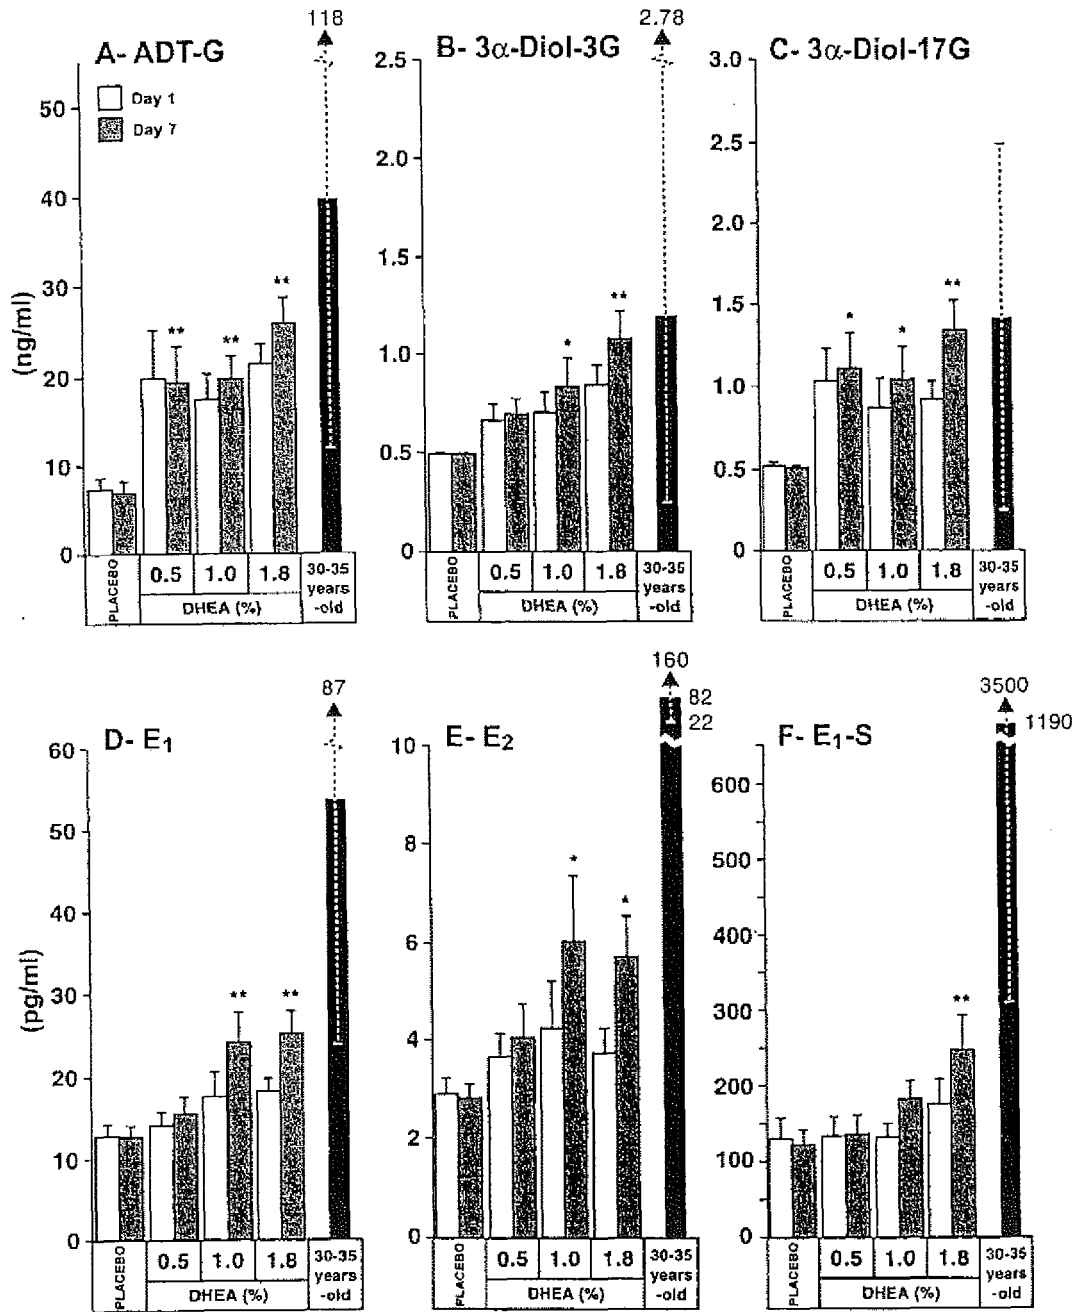 118
A- ADT-G
Day 1
Day 7
50
40
30
20
10
0
(ng/ml)
**
**
**
PLACEBO
0.5
1.0
1.8
DHEA (%)
30-35
years
-old
2.78
B- 3α-Diol-3G
2.5
2.0
1.5
1.0
0.5
0
*
**
PLACEBO
0.5
1.0
1.8
DHEA (%)
30-35
years
-old
C- 3α-Diol-17G
3.0
2.5
2.0
1.5
1.0
0.5
0
*
*
**
PLACEBO
0.5
1.0
1.8
DHEA (%)
30-35
years
-old
87
D- E₁
60
50
40
30
20
10
0
(pg/ml)
**
**
PLACEBO
0.5
1.0
1.8
DHEA (%)
30-35
years
-old
160
82
22
E- E₂
10
8
6
4
2
0
*
*
PLACEBO
0.5
1.0
1.8
DHEA (%)
30-35
years
-old
3500
1190
F- E₁-S
600
500
400
300
200
100
0
**
PLACEBO
0.5
1.0
1.8
DHEA (%)
30-35
years
-old